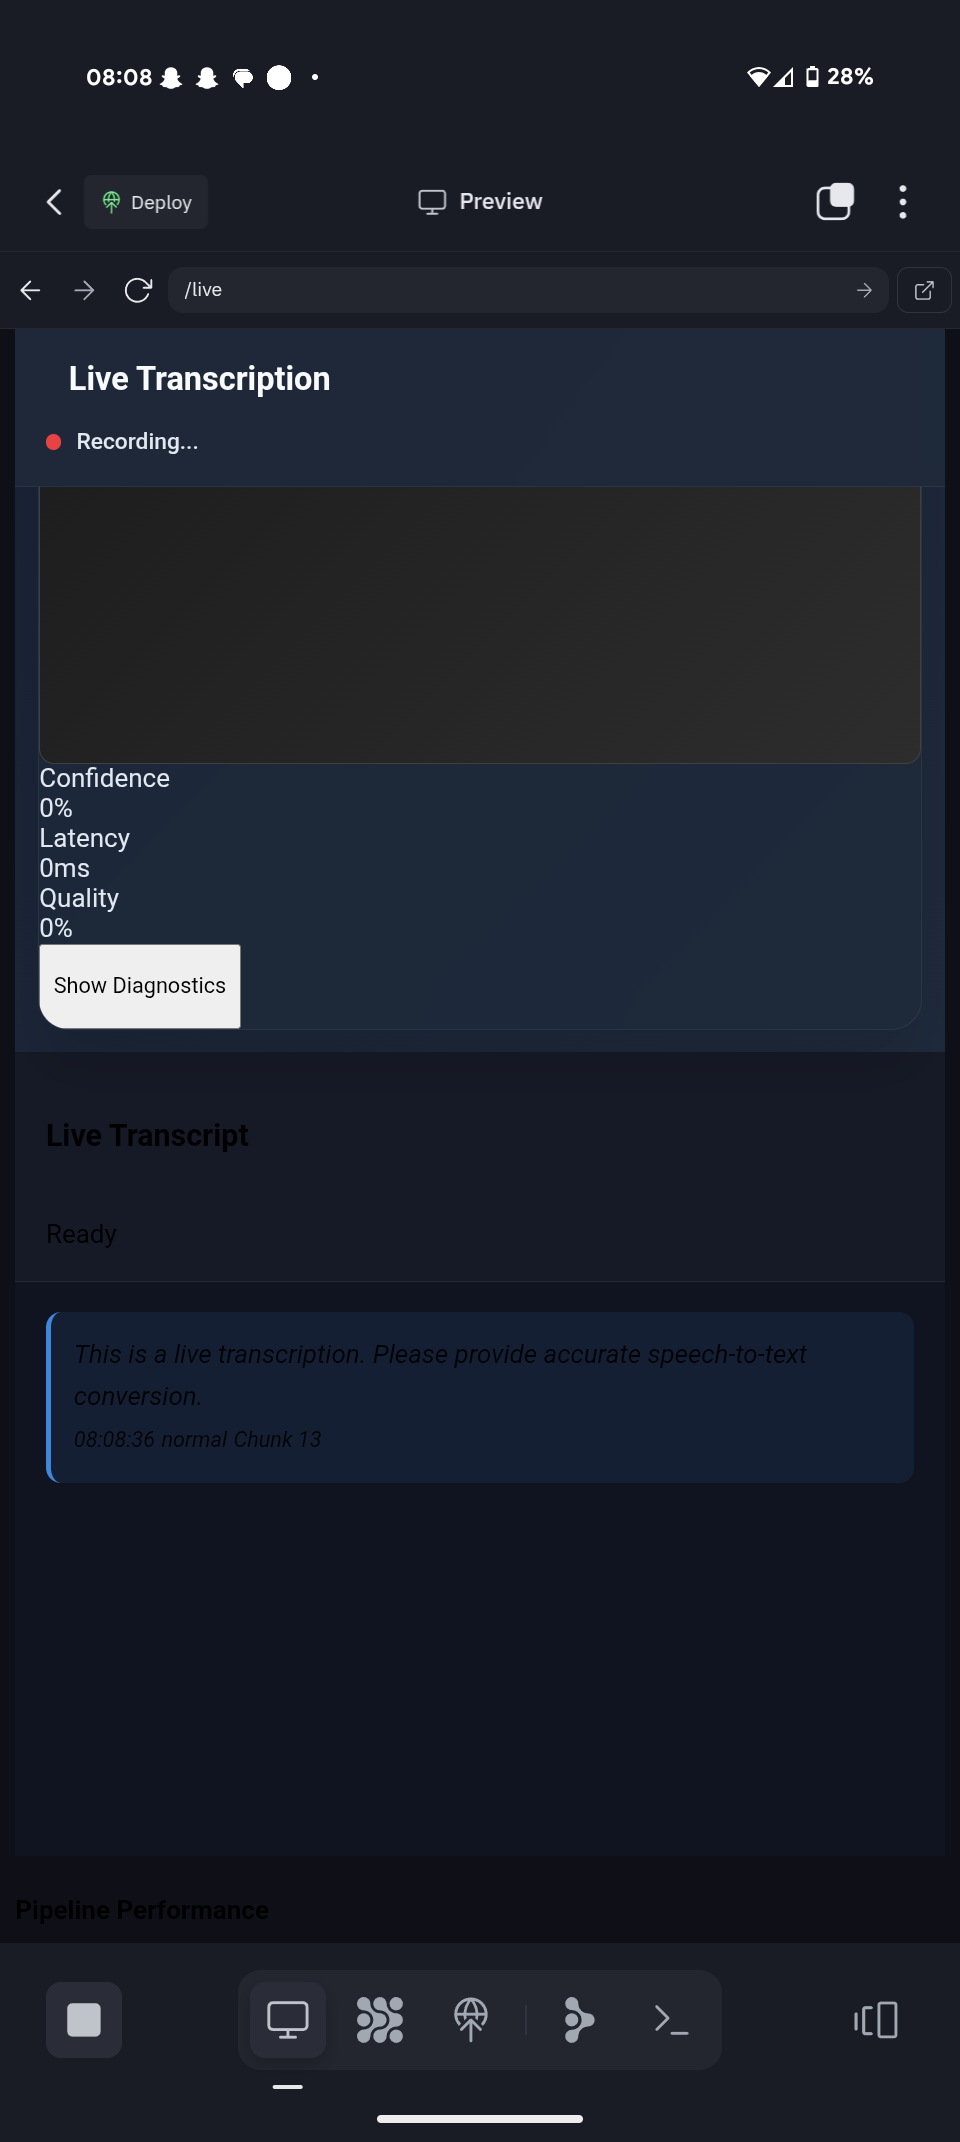 08:08
28%
Deploy
Preview
/live
Live Transcription
Recording...
Confidence
0%
Latency
0ms
Quality
0%
Show Diagnostics
Live Transcript
Ready
This is a live transcription. Please provide accurate speech-to-text
conversion.
08:08:36 normal Chunk 13
Pipeline Performance